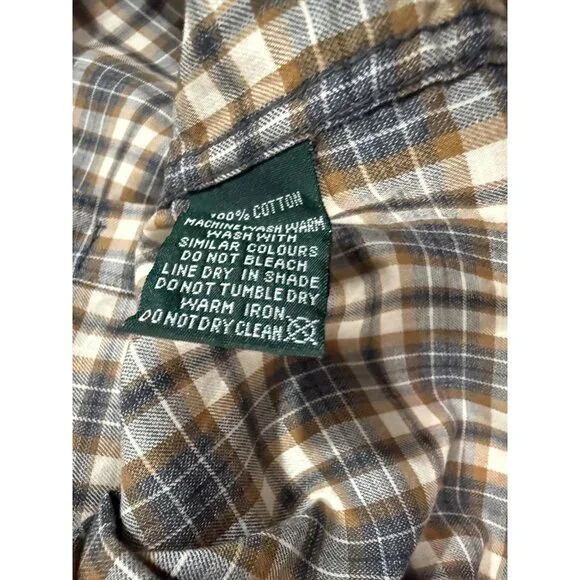 100% COTTON
MACHINE WASH WARM
WASH WITH
SIMILAR COLOURS
DO NOT BLEACH
LINE DRY IN SHADE
DO NOT TUMBLE DRY
WARM IRON
DO NOT DRY CLEAN